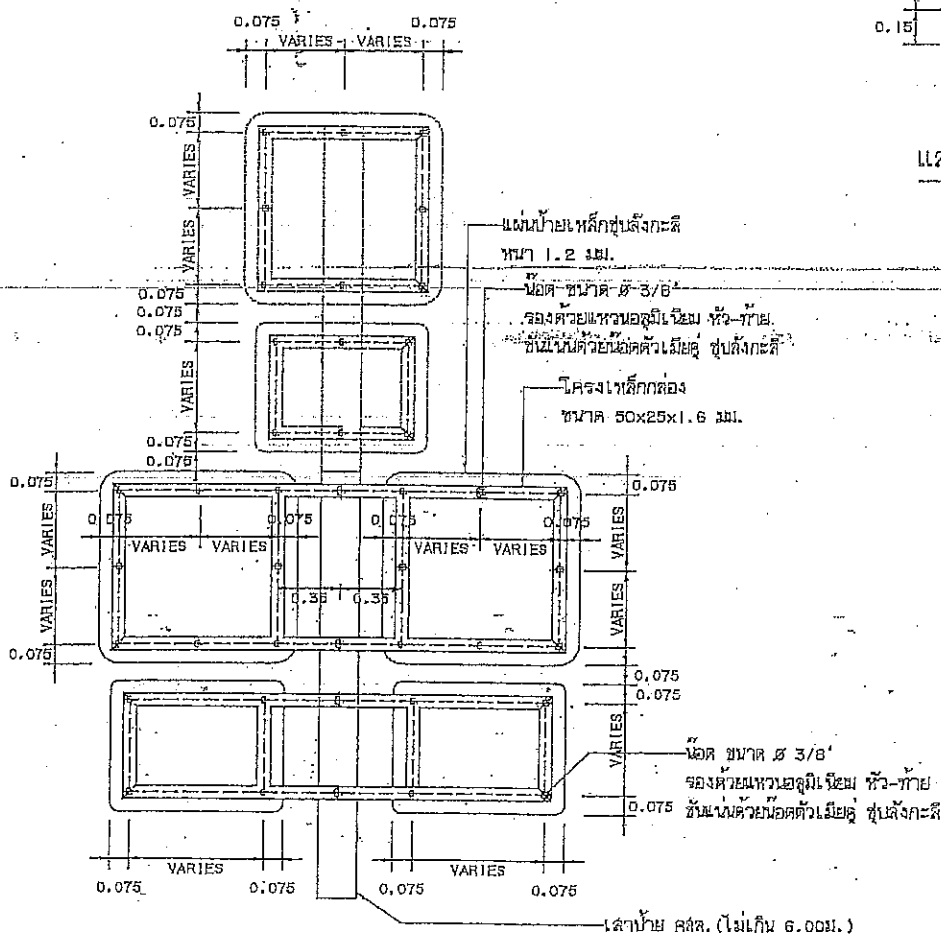 0.075 0.075
VARIES VARIES
0.15
0.075
VARIES
VARIES
แผ่นป้ายเหล็กชุบสังกะสี
หนา 1.2 มม.
น๊อต ขนาด Ø 3/8"
รองด้วยแหวนอลูมิเนียม หัว-ท้าย
ขันแน่นด้วยน๊อตตัวเมียคู่ ชุบสังกะสี
0.075
0.075
0.075
VARIES
โครงเหล็กกล่อง
ขนาด 50x25x1.6 มม.
0.075
0.075
0.075 0.075
0.075 0.075 0.075 0.075
VARIES VARIES VARIES VARIES
VARIES VARIES
0.35 0.35
VARIES VARIES
0.075
0.075
0.075
VARIES
น๊อต ขนาด Ø 3/8'
รองด้วยแหวนอลูมิเนียม หัว-ท้าย
0.075 ขันแน่นด้วยน๊อตตัวเมียคู่ ชุบสังกะสี
VARIES VARIES
0.075 0.075 0.075 0.075
เสาป้าย คสล. (ไม่เกิน 6.00ม.)